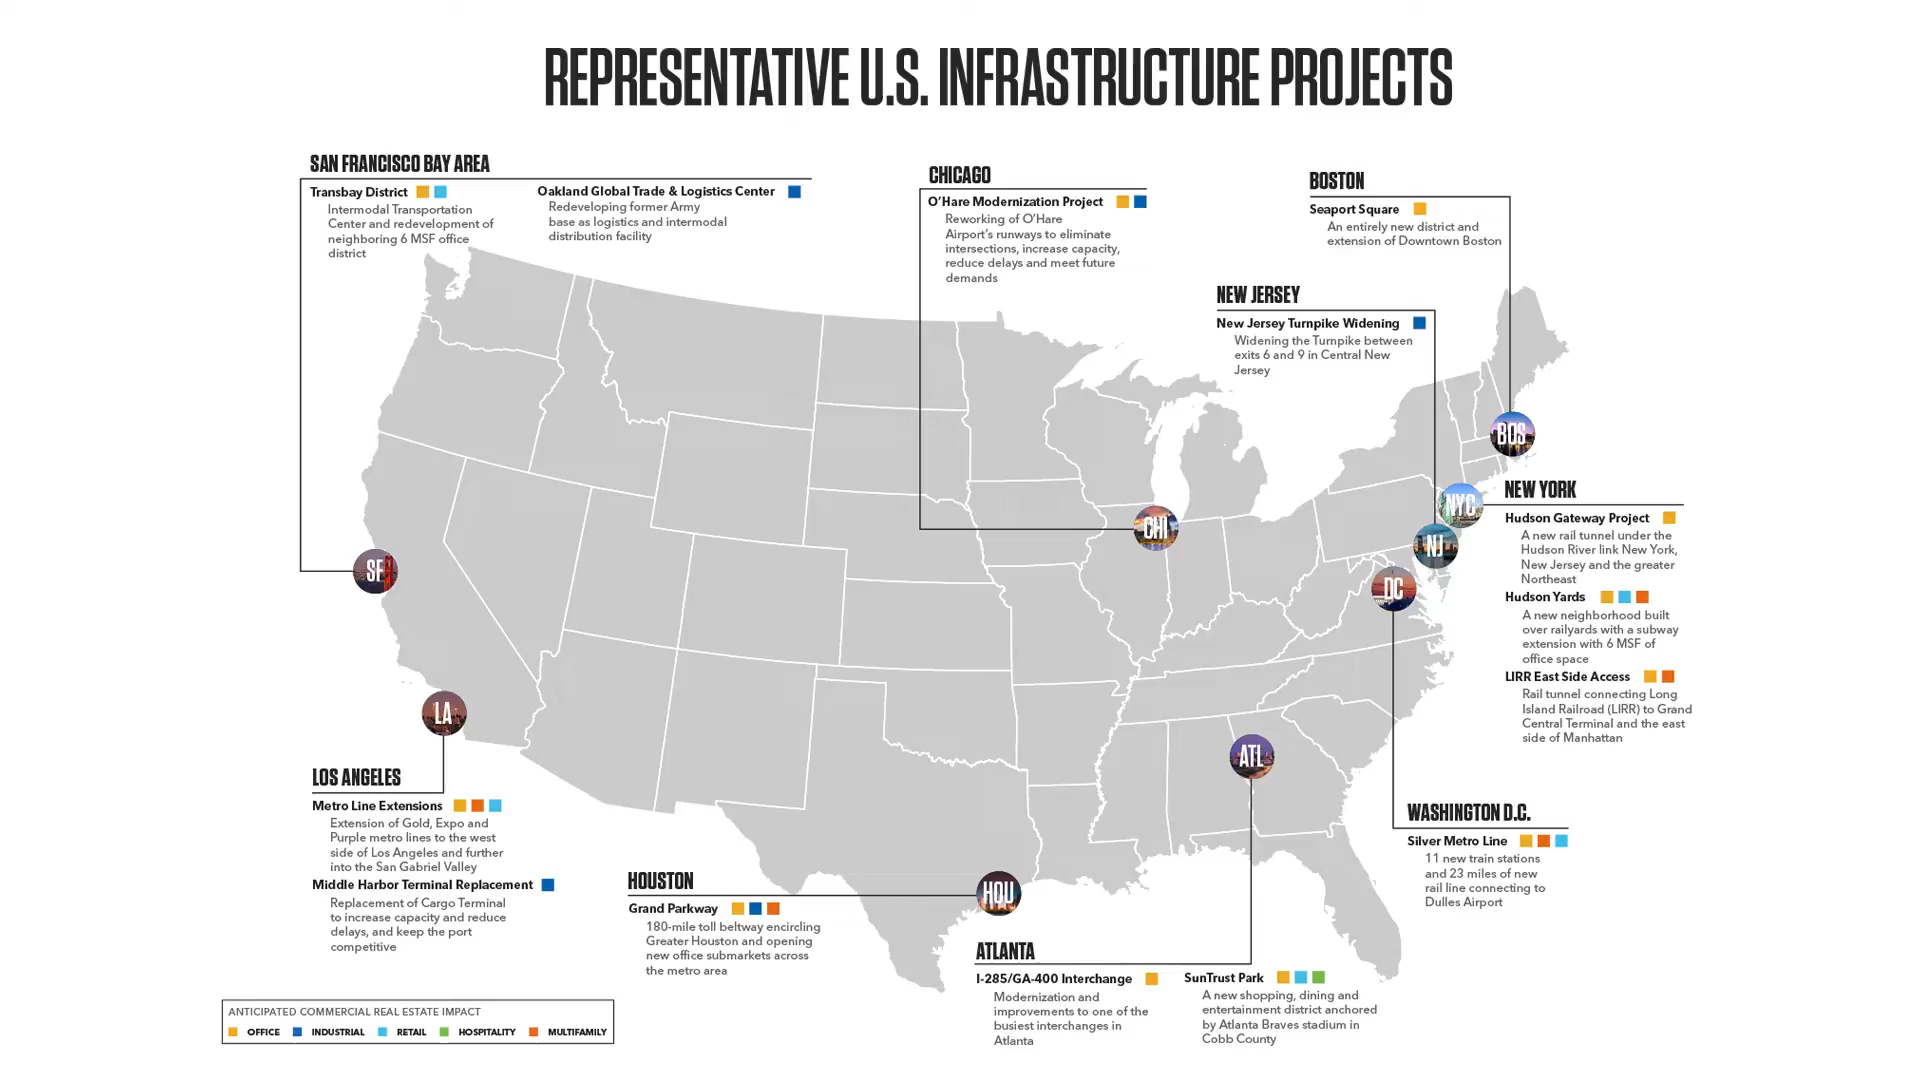 REPRESENTATIVE U.S. INFRASTRUCTURE PROJECTS
SAN FRANCISCO BAY AREA
Transbay District
Intermodal Transportation
Center and redevelopment of
neighboring 6 MSF office
district
Oakland Global Trade & Logistics Center
Redeveloping former Army
base as logistics and intermodal
distribution facility
CHICAGO
O'Hare Modernization Project
Reworking of O'Hare
Airport's runways to eliminate
intersections, increase capacity,
reduce delays and meet future
demands
BOSTON
Seaport Square
An entirely new district and
extension of Downtown Boston
NEW JERSEY
New Jersey Turnpike Widening
Widening the Turnpike between
exits 6 and 9 in Central New
Jersey
BOS
NYC
CHI
NJ
SF
DC
LA
ATL
HOU
NEW YORK
Hudson Gateway Project
A new rail tunnel under the
Hudson River link New York,
New Jersey and the greater
Northeast
Hudson Yards
A new neighborhood built
over railyards with a subway
extension with 6 MSF of
office space
LIRR East Side Access
Rail tunnel connecting Long
Island Railroad (LIRR) to Grand
Central Terminal and the east
side of Manhattan
LOS ANGELES
Metro Line Extensions
Extension of Gold, Expo and
Purple metro lines to the west
side of Los Angeles and further
into the San Gabriel Valley
Middle Harbor Terminal Replacement
Replacement of Cargo Terminal
to increase capacity and reduce
delays, and keep the port
competitive
HOUSTON
Grand Parkway
180-mile toll beltway encircling
Greater Houston and opening
new office submarkets across
the metro area
WASHINGTON D.C.
Silver Metro Line
11 new train stations
and 23 miles of new
rail line connecting to
Dulles Airport
ATLANTA
I-285/GA-400 Interchange
Modernization and
improvements to one of the
busiest interchanges in
Atlanta
SunTrust Park
A new shopping, dining and
entertainment district anchored
by Atlanta Braves stadium in
Cobb County
ANTICIPATED COMMERCIAL REAL ESTATE IMPACT
OFFICE INDUSTRIAL RETAIL HOSPITALITY MULTIFAMILY